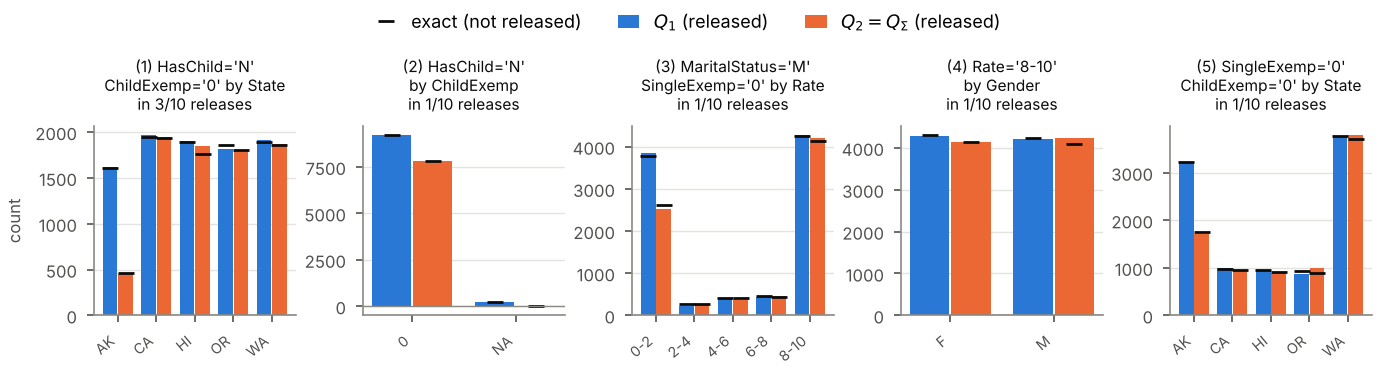 exact (not released) Q₁ (released) Q₂ = Q_Σ (released)
(1) HasChild='N'
ChildExemp='0' by State
in 3/10 releases
(2) HasChild='N'
by ChildExemp
in 1/10 releases
(3) MaritalStatus='M'
SingleExemp='0' by Rate
in 1/10 releases
(4) Rate='8-10'
by Gender
in 1/10 releases
(5) SingleExemp='0'
ChildExemp='0' by State
in 1/10 releases
count
2000
1500
1000
500
0
AK CA HI OR WA
7500
5000
2500
0
0 NA
4000
3000
2000
1000
0
0-2 2-4 4-6 6-8 8-10
4000
3000
2000
1000
0
F M
3000
2000
1000
0
AK CA HI OR WA